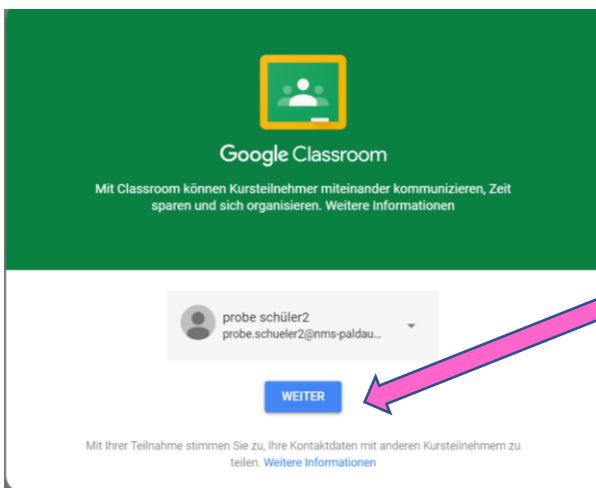 Google Classroom
Mit Classroom können Kursteilnehmer miteinander kommunizieren, Zeit
sparen und sich organisieren. Weitere Informationen
probe schüler2
probe.schueler2@nms-paldau...
WEITER
Mit Ihrer Teilnahme stimmen Sie zu, Ihre Kontaktdaten mit anderen Kursteilnehmern zu
teilen. Weitere Informationen